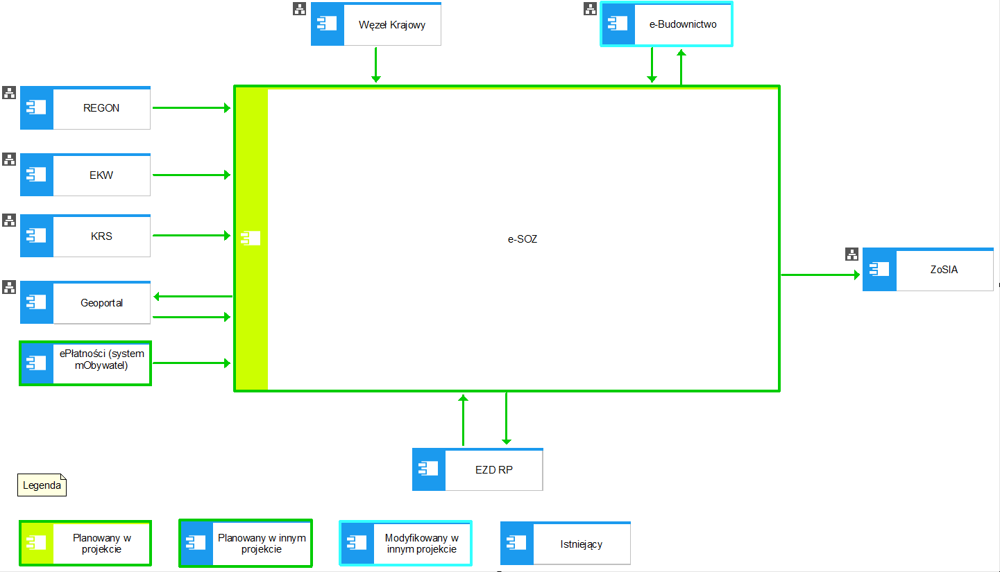 Węzeł Krajowy
e-Budownictwo
REGON
EKW
KRS
e-SOZ
ZoSIA
Geoportal
ePłatności (system
mObywatel)
EZD RP
Legenda
Planowany w
projekcie
Planowany w innym
projekcie
Modyfikowany w
innym projekcie
Istniejący